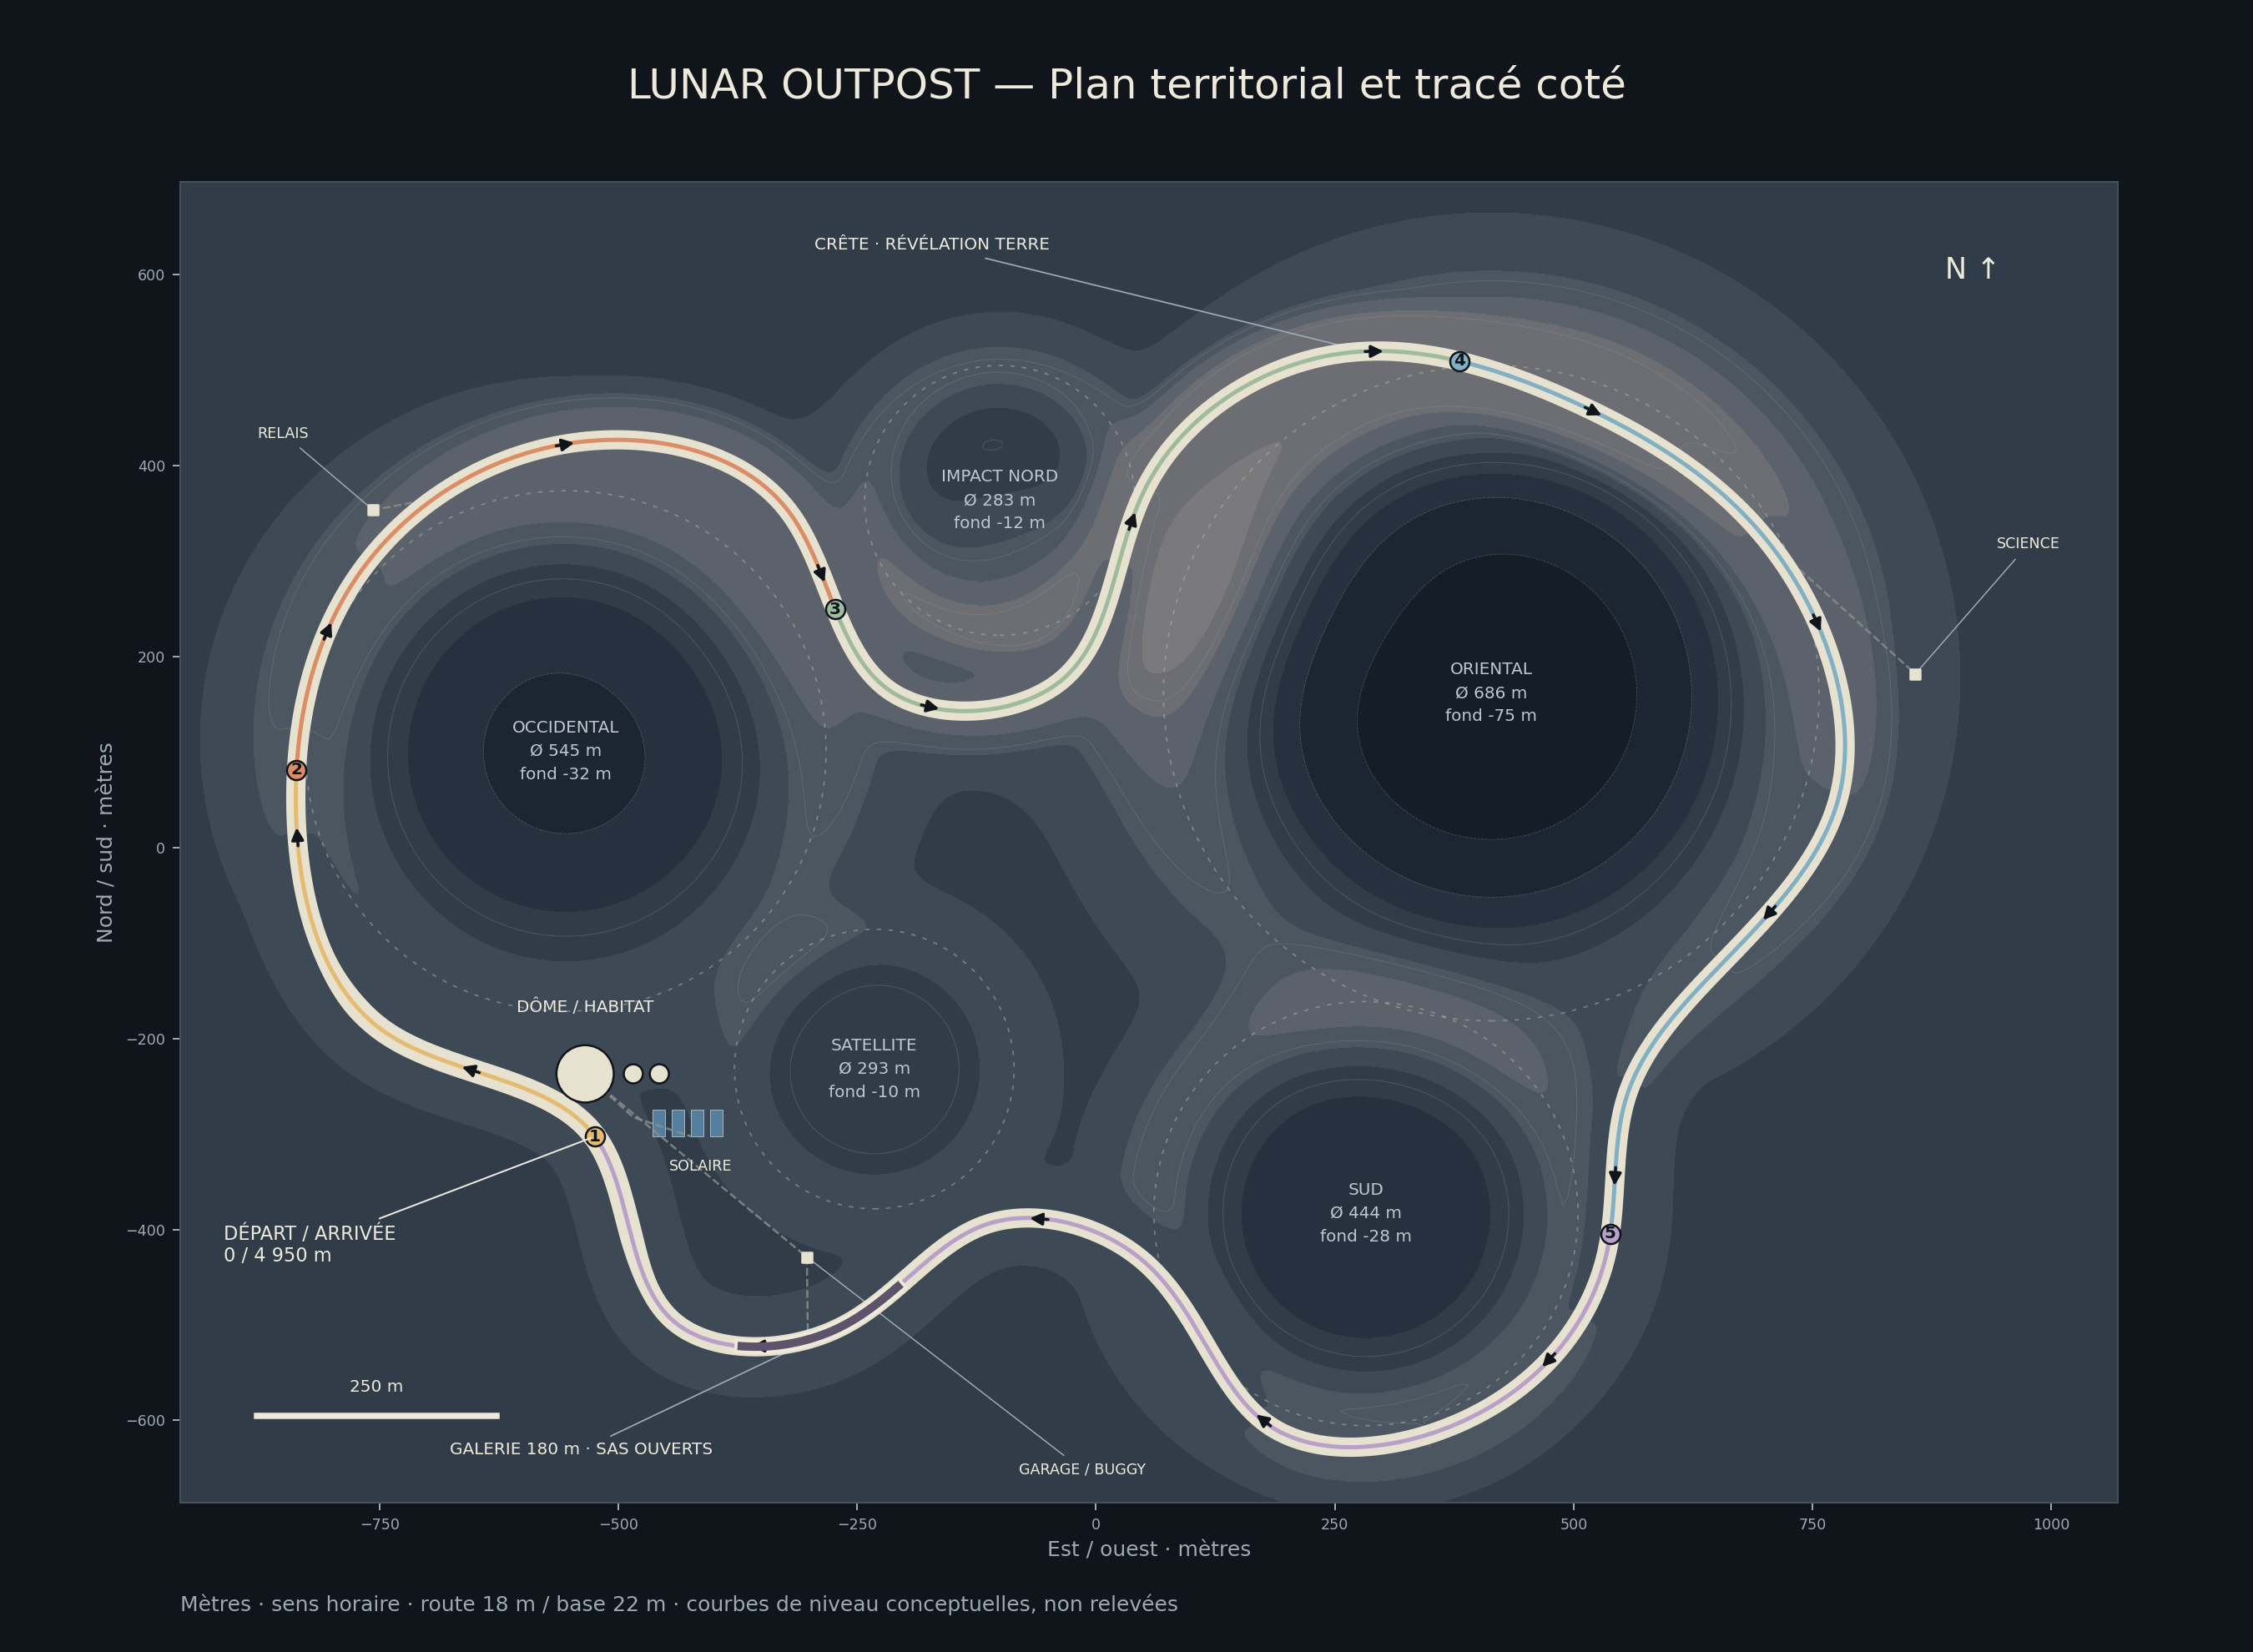 LUNAR OUTPOST — Plan territorial et tracé coté
CRÊTE · RÉVÉLATION TERRE
N ↑
600
RELAIS
400
IMPACT NORD
Ø 283 m
fond -12 m
4
SCIENCE
3
200
ORIENTAL
Ø 686 m
fond -75 m
OCCIDENTAL
Ø 545 m
fond -32 m
2
0
Nord / sud · mètres
DÔME / HABITAT
−200
SATELLITE
Ø 293 m
fond -10 m
1
SOLAIRE
SUD
Ø 444 m
fond -28 m
DÉPART / ARRIVÉE
0 / 4 950 m
−400
5
250 m
−600
GALERIE 180 m · SAS OUVERTS
GARAGE / BUGGY
−750
−500
−250
0
250
500
750
1000
Est / ouest · mètres
Mètres · sens horaire · route 18 m / base 22 m · courbes de niveau conceptuelles, non relevées